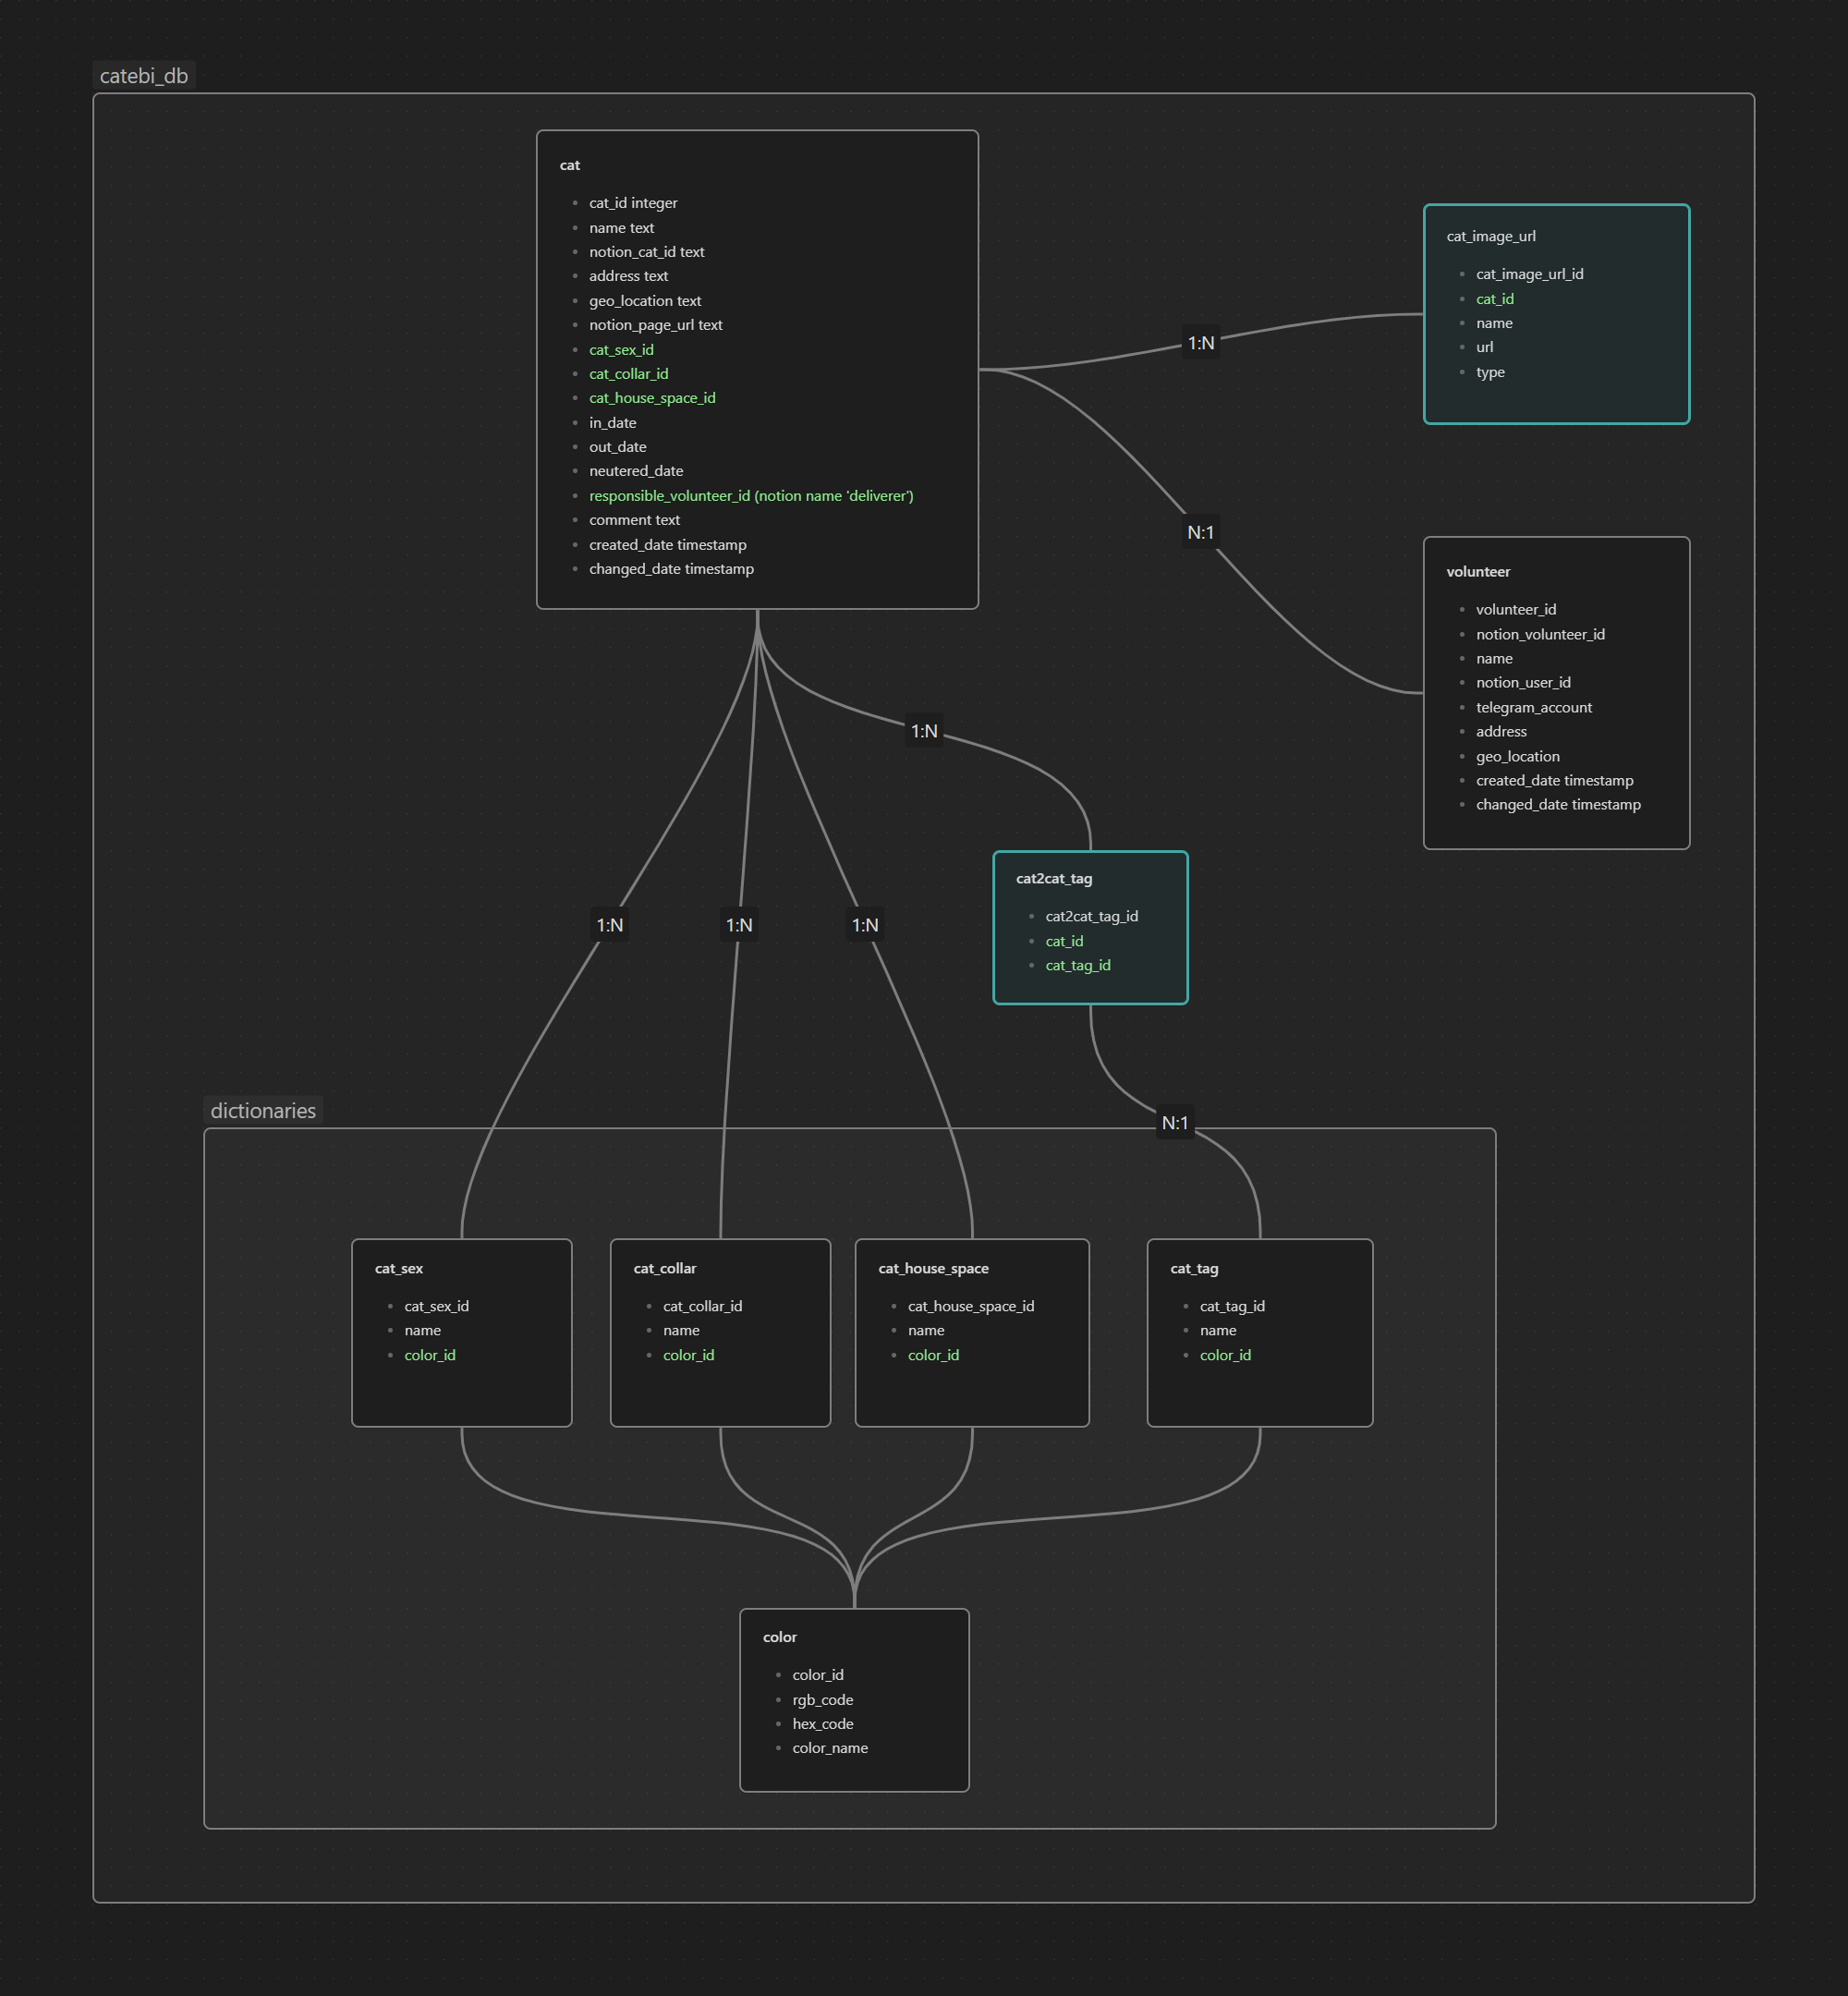 catebi_db
cat
cat_id integer
name text
notion_cat_id text
address text
geo_location text
notion_page_url text
cat_sex_id
cat_collar_id
cat_house_space_id
in_date
out_date
neutered_date
responsible_volunteer_id (notion name ‘deliverer’)
comment text
created_date timestamp
changed_date timestamp
1:N
cat_image_url
cat_image_url_id
cat_id
name
url
type
N:1
volunteer
volunteer_id
notion_volunteer_id
name
notion_user_id
telegram_account
address
geo_location
created_date timestamp
changed_date timestamp
1:N
cat2cat_tag
cat2cat_tag_id
cat_id
cat_tag_id
1:N
1:N
1:N
N:1
dictionaries
cat_sex
cat_sex_id
name
color_id
cat_collar
cat_collar_id
name
color_id
cat_house_space
cat_house_space_id
name
color_id
cat_tag
cat_tag_id
name
color_id
color
color_id
rgb_code
hex_code
color_name